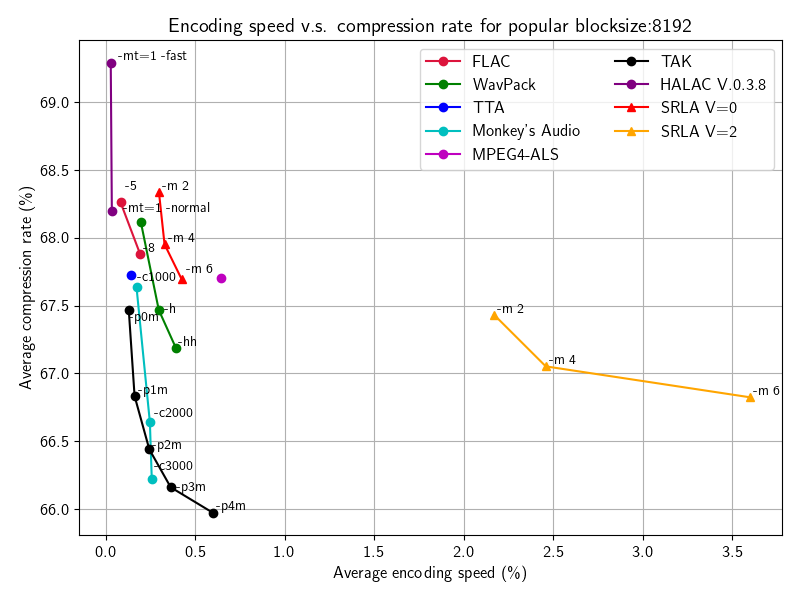 Encoding speed v.s. compression rate for popular blocksize:8192
FLAC
WavPack
TTA
Monkey's Audio
MPEG4-ALS
TAK
HALAC V.0.3.8
SRLA V=0
SRLA V=2
-mt=1 -fast
-5
-m 2
-mt=1 -normal
-m 4
-8
-m 6
-c1000
-p0m
-h
-m 2
-hh
-m 4
-p1m
-m 6
-c2000
-p2m
-c3000
-p3m
-p4m
69.0
68.5
68.0
67.5
67.0
66.5
66.0
Average compression rate (%)
0.0 0.5 1.0 1.5 2.0 2.5 3.0 3.5
Average encoding speed (%)